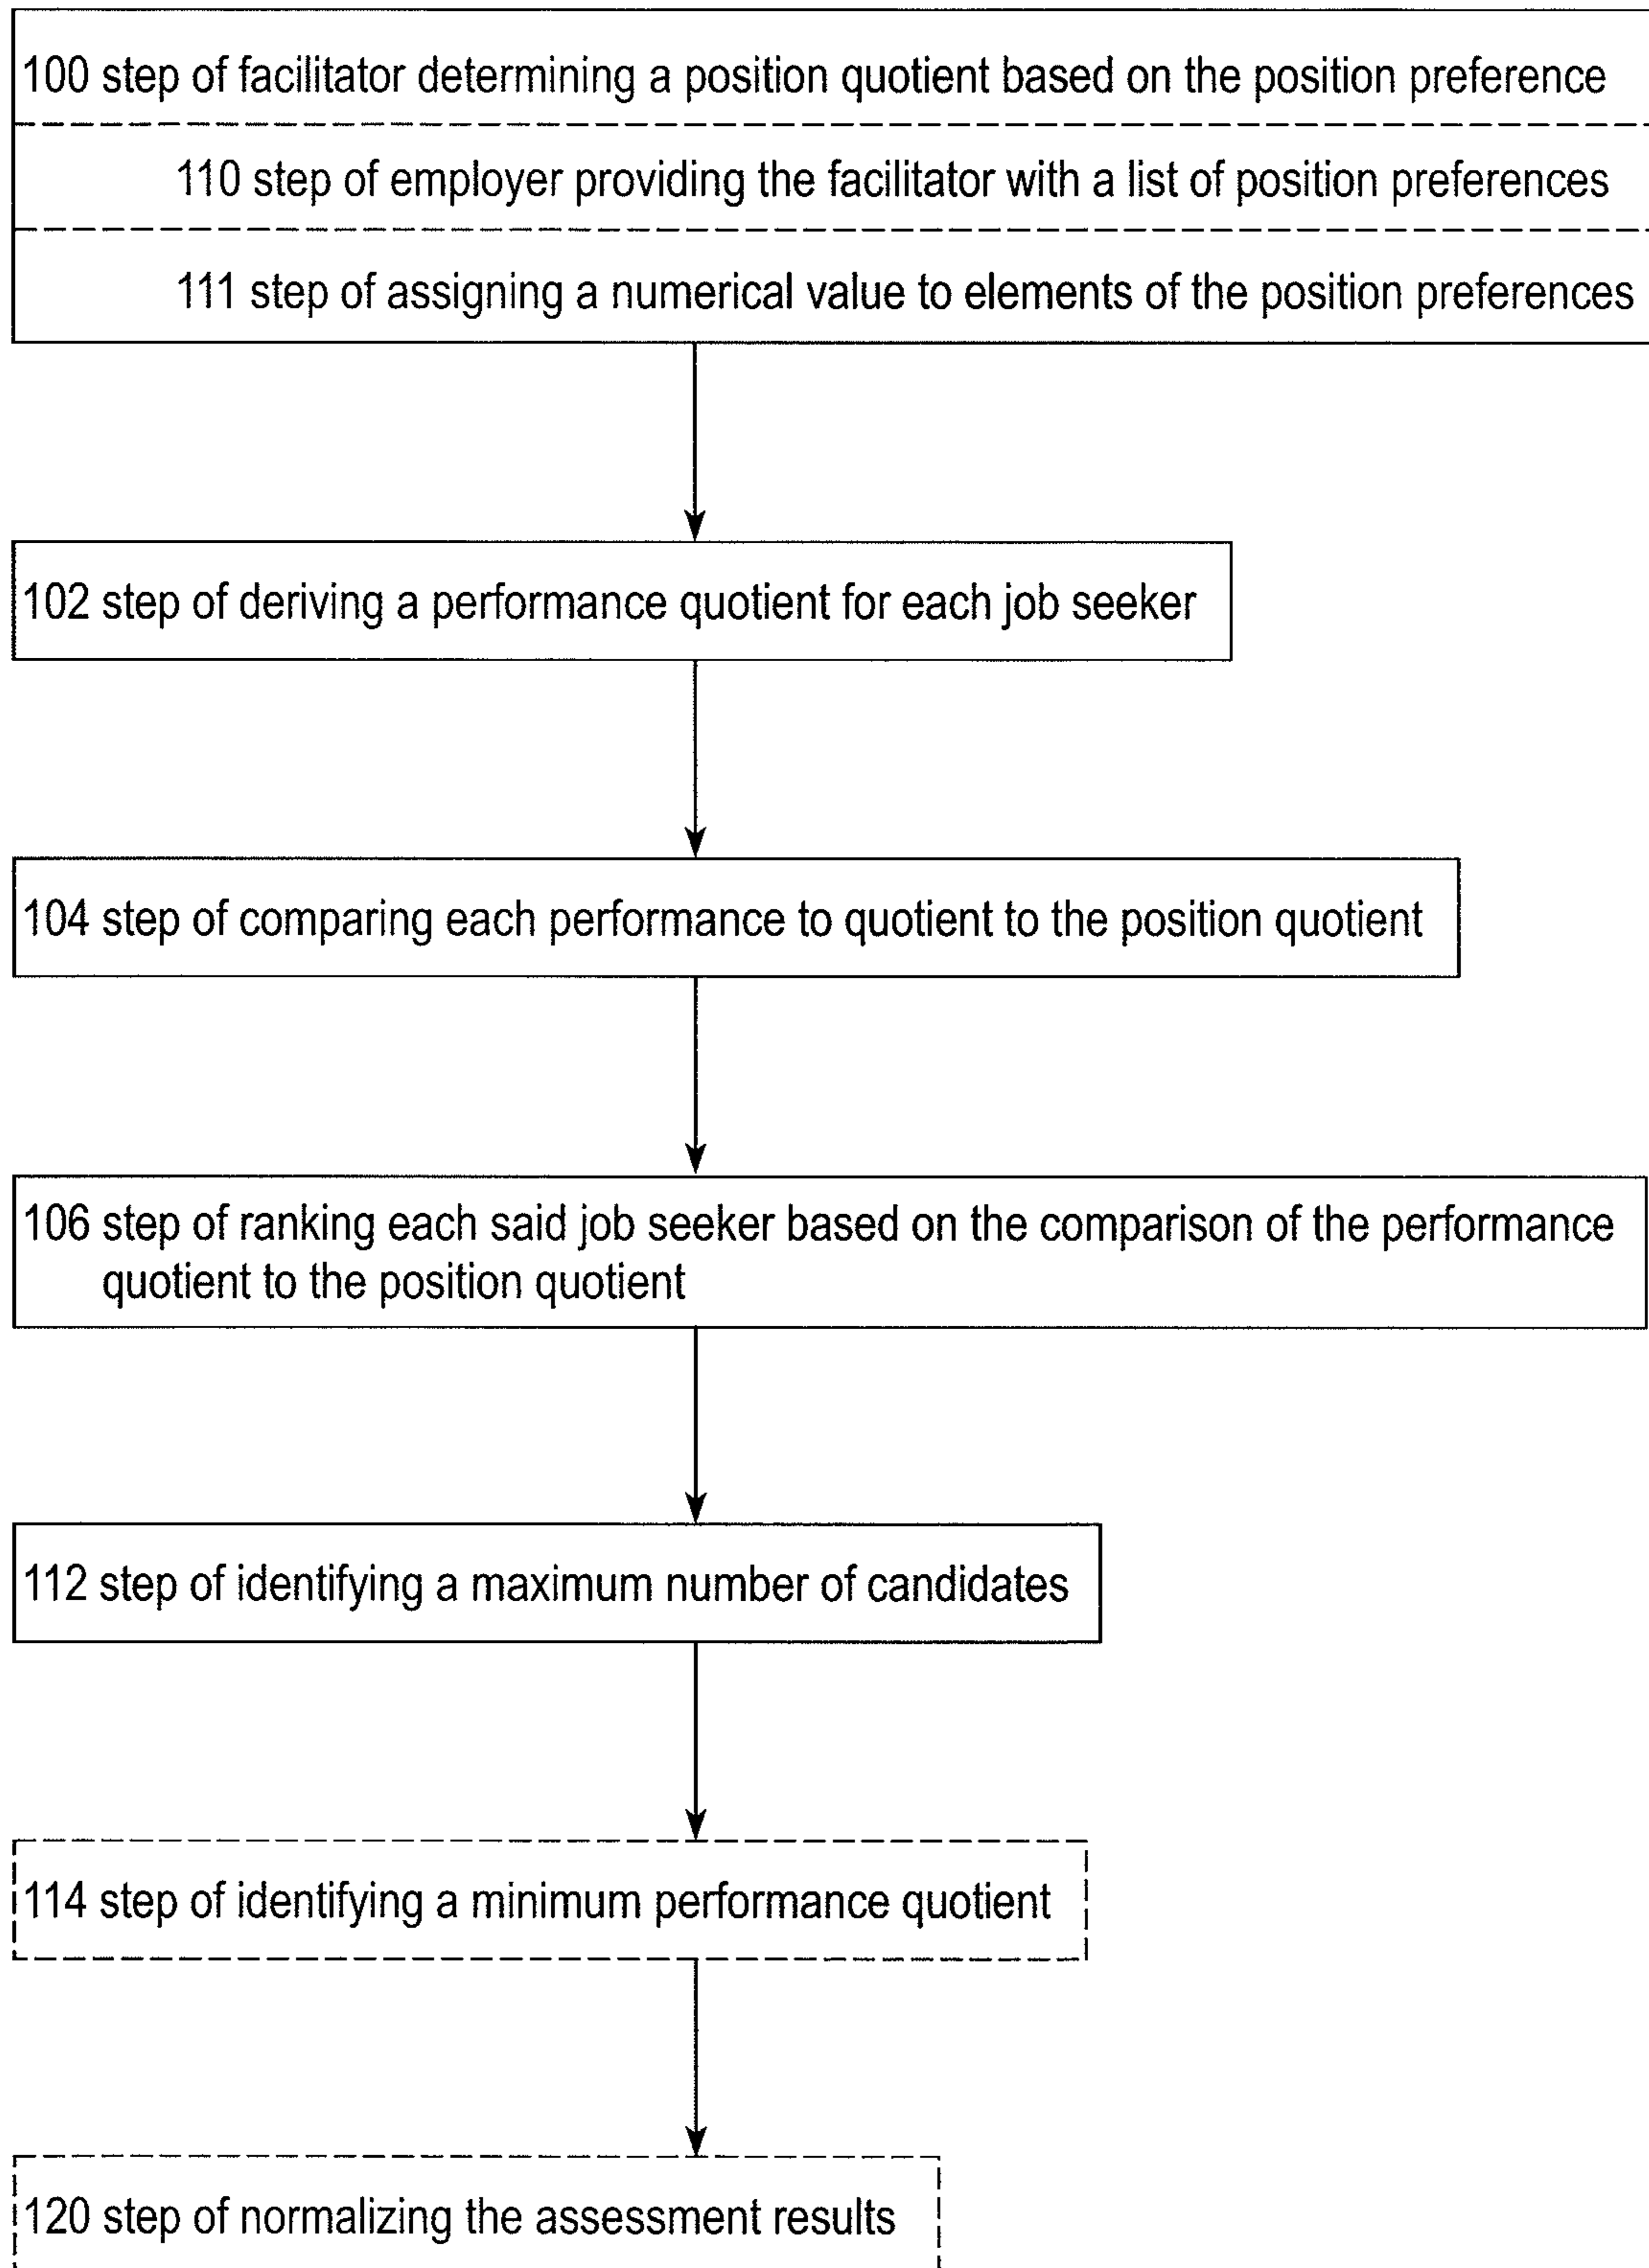 100 step of facilitator determining a position quotient based on the position preference
110 step of employer providing the facilitator with a list of position preferences
111 step of assigning a numerical value to elements of the position preferences
102 step of deriving a performance quotient for each job seeker
104 step of comparing each performance to quotient to the position quotient
106 step of ranking each said job seeker based on the comparison of the performance
quotient to the position quotient
112 step of identifying a maximum number of candidates
114 step of identifying a minimum performance quotient
120 step of normalizing the assessment results